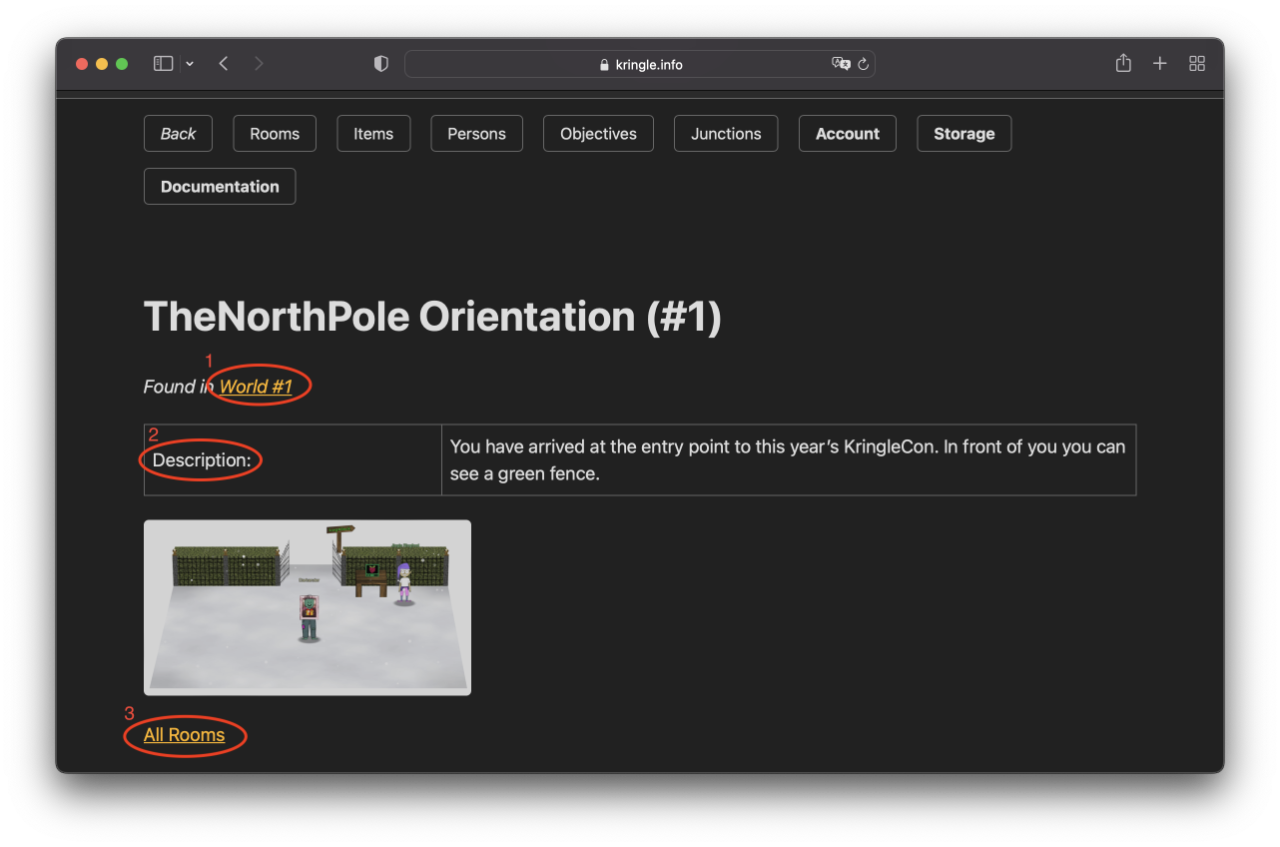 kringle.info
Back Rooms Items Persons Objectives Junctions Account Storage
Documentation
TheNorthPole Orientation (#1)
1
Found in World #1
2
Description:
You have arrived at the entry point to this year’s KringleCon. In front of you you can
see a green fence.
3
All Rooms